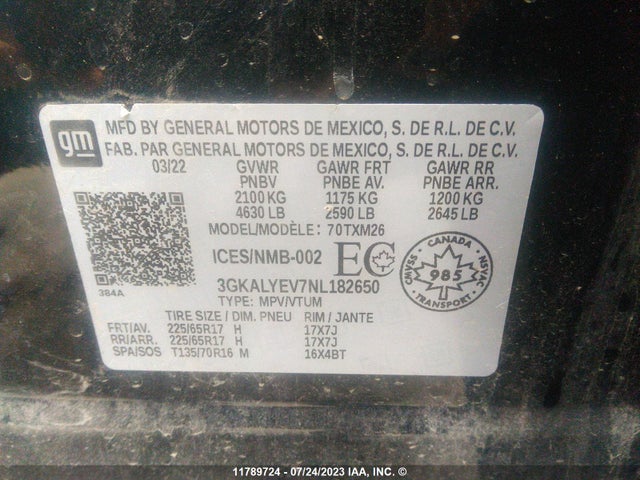 gm
MFD BY GENERAL MOTORS DE MEXICO, S. DE R.L. DE C.V.
FAB. PAR GENERAL MOTORS DE MEXICO, S. DE R.L. DE C.V.
03/22 GVWR GAWR FRT GAWR RR
PNBV PNBE AV. PNBE ARR.
2100 KG 1175 KG 1200 KG
4630 LB 2590 LB 2645 LB
MODEL/MODÈLE: 70TXM26
ICES/NMB-002 EC
CANADA
CMVSS 985 NSVAC
TRANSPORT
384A
3GKALYEV7NL182650
TYPE: MPV/VTUM
TIRE SIZE / DIM. PNEU RIM / JANTE
FRT/AV. 225/65R17 H 17X7J
RR/ARR. 225/65R17 H 17X7J
SPA/SOS T135/70R16 M 16X4BT
11789724 - 07/24/2023 IAA, INC. ©